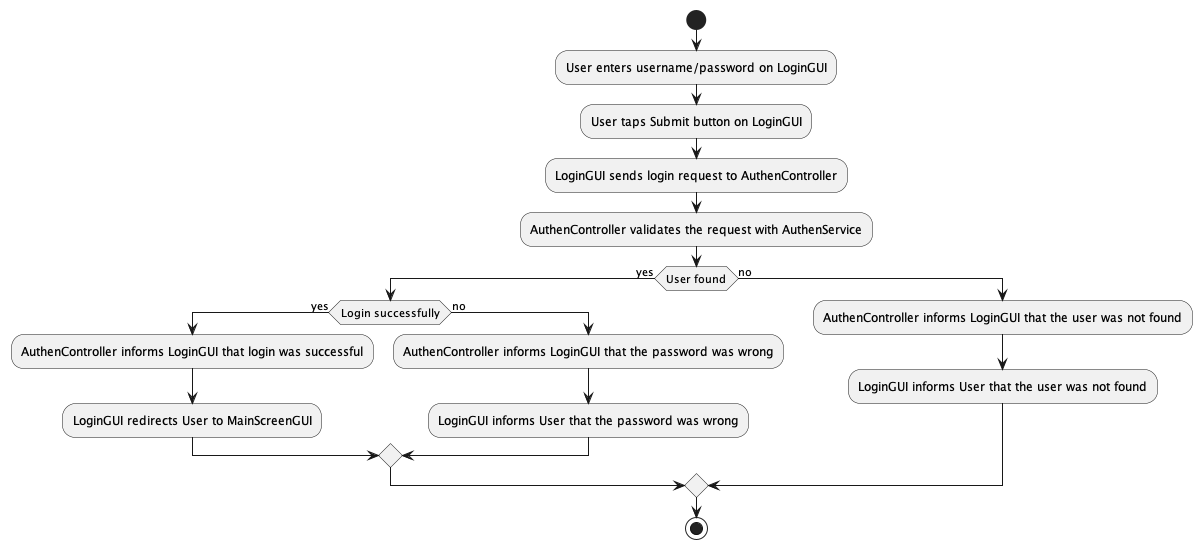 User enters username/password on LoginGUI
User taps Submit button on LoginGUI
LoginGUI sends login request to AuthenController
AuthenController validates the request with AuthenService
yes
User found
no
yes
Login successfully
no
AuthenController informs LoginGUI that login was successful
LoginGUI redirects User to MainScreenGUI
AuthenController informs LoginGUI that the password was wrong
LoginGUI informs User that the password was wrong
AuthenController informs LoginGUI that the user was not found
LoginGUI informs User that the user was not found